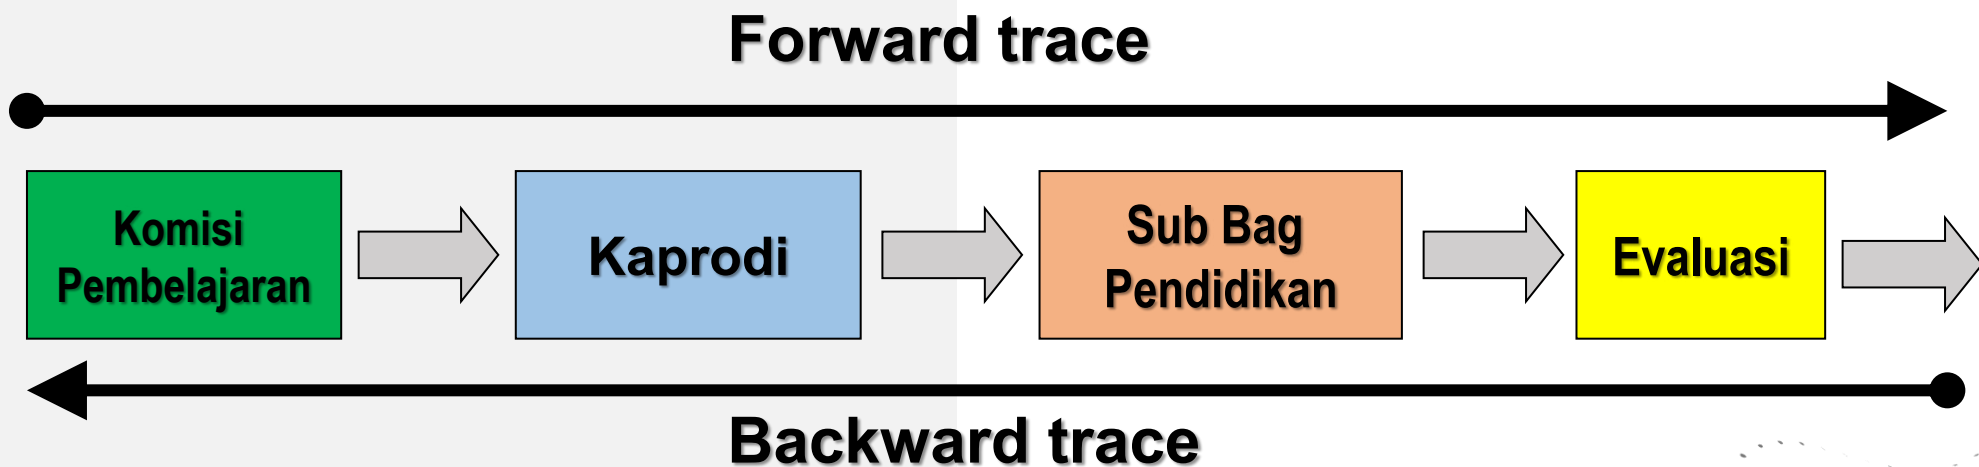 Forward trace
Komisi
Pembelajaran
Kaprodi
Sub Bag
Pendidikan
Evaluasi
Backward trace